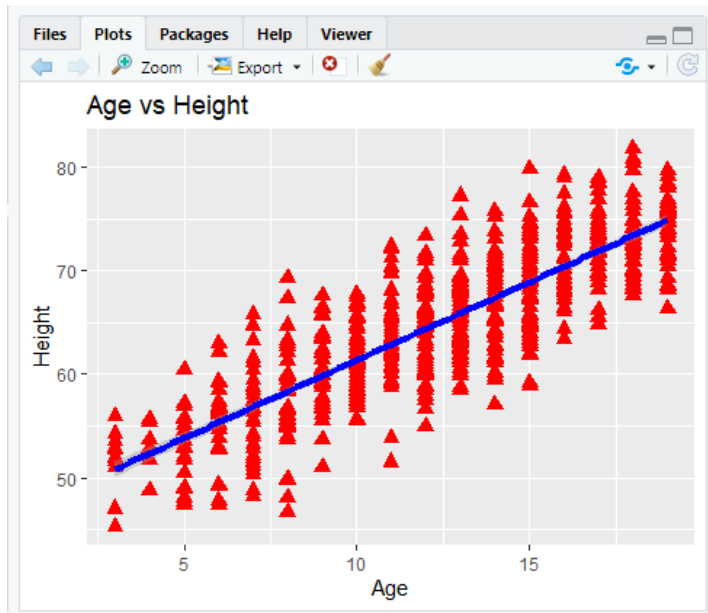 Files Plots Packages Help Viewer
Zoom Export
Age vs Height
80
70
60
50
Height
5 10 15
Age